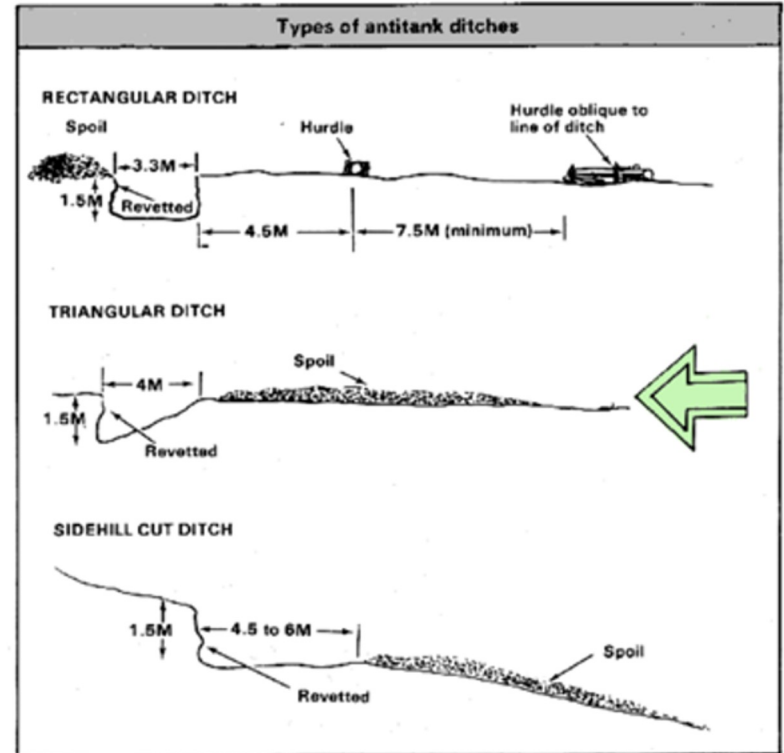 Types of antitank ditches
RECTANGULAR DITCH
Spoil
Hurdle
Hurdle oblique to
line of ditch
3.3M
1.5M
Revetted
4.5M
7.5M (minimum)
TRIANGULAR DITCH
4M
Spoil
1.5M
Revetted
SIDEHILL CUT DITCH
1.5M
4.5 to 6M
Spoil
Revetted